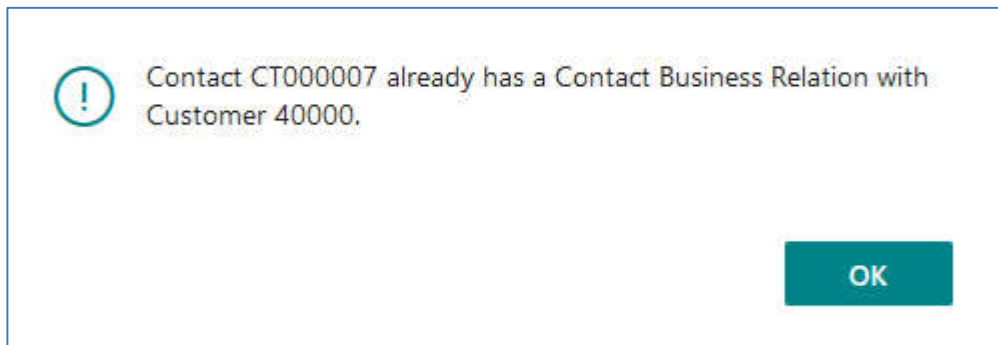 Contact CT000007 already has a Contact Business Relation with
Customer 40000.
OK